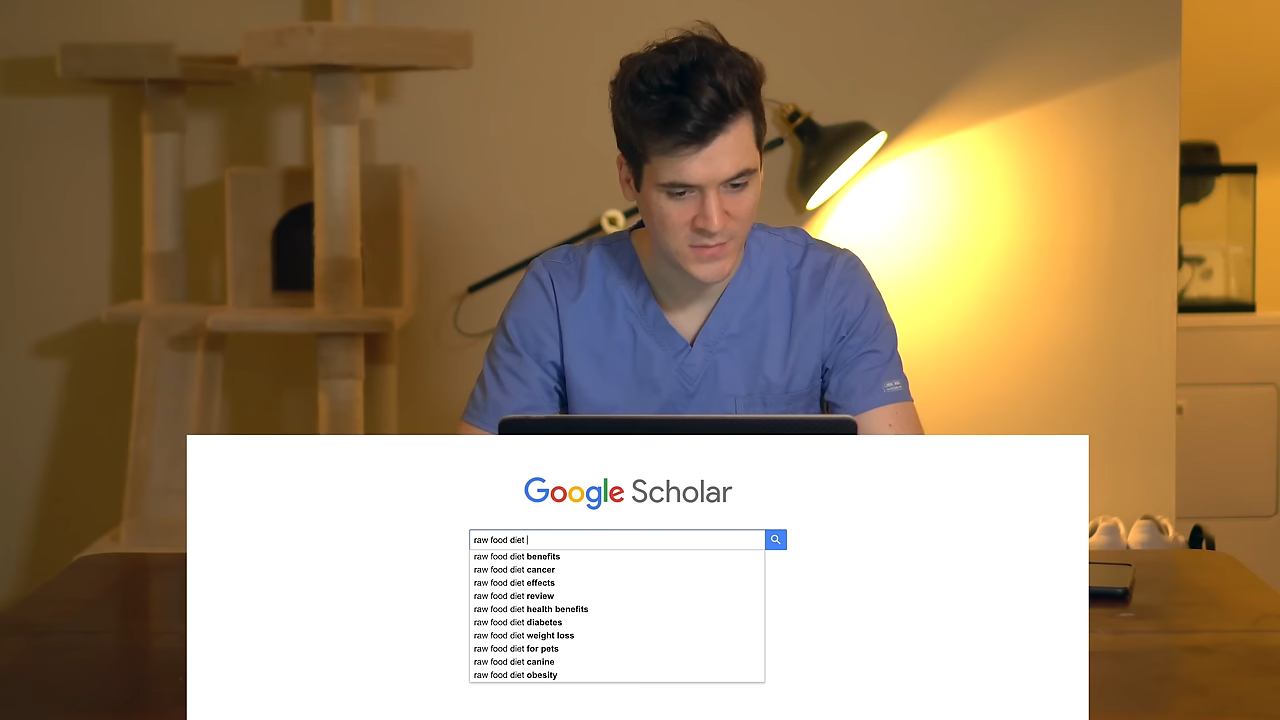 Google Scholar
raw food diet
raw food diet benefits
raw food diet cancer
raw food diet effects
raw food diet review
raw food diet health benefits
raw food diet diabetes
raw food diet weight loss
raw food diet for pets
raw food diet canine
raw food diet obesity